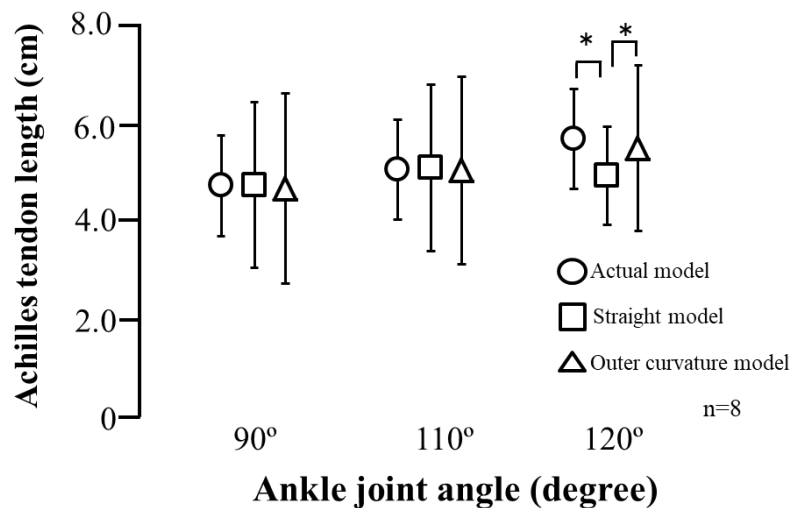 Achilles tendon length (cm)
8.0
6.0
4.0
2.0
0
* *
Actual model
Straight model
Outer curvature model
n=8
90º 110º 120º
Ankle joint angle (degree)